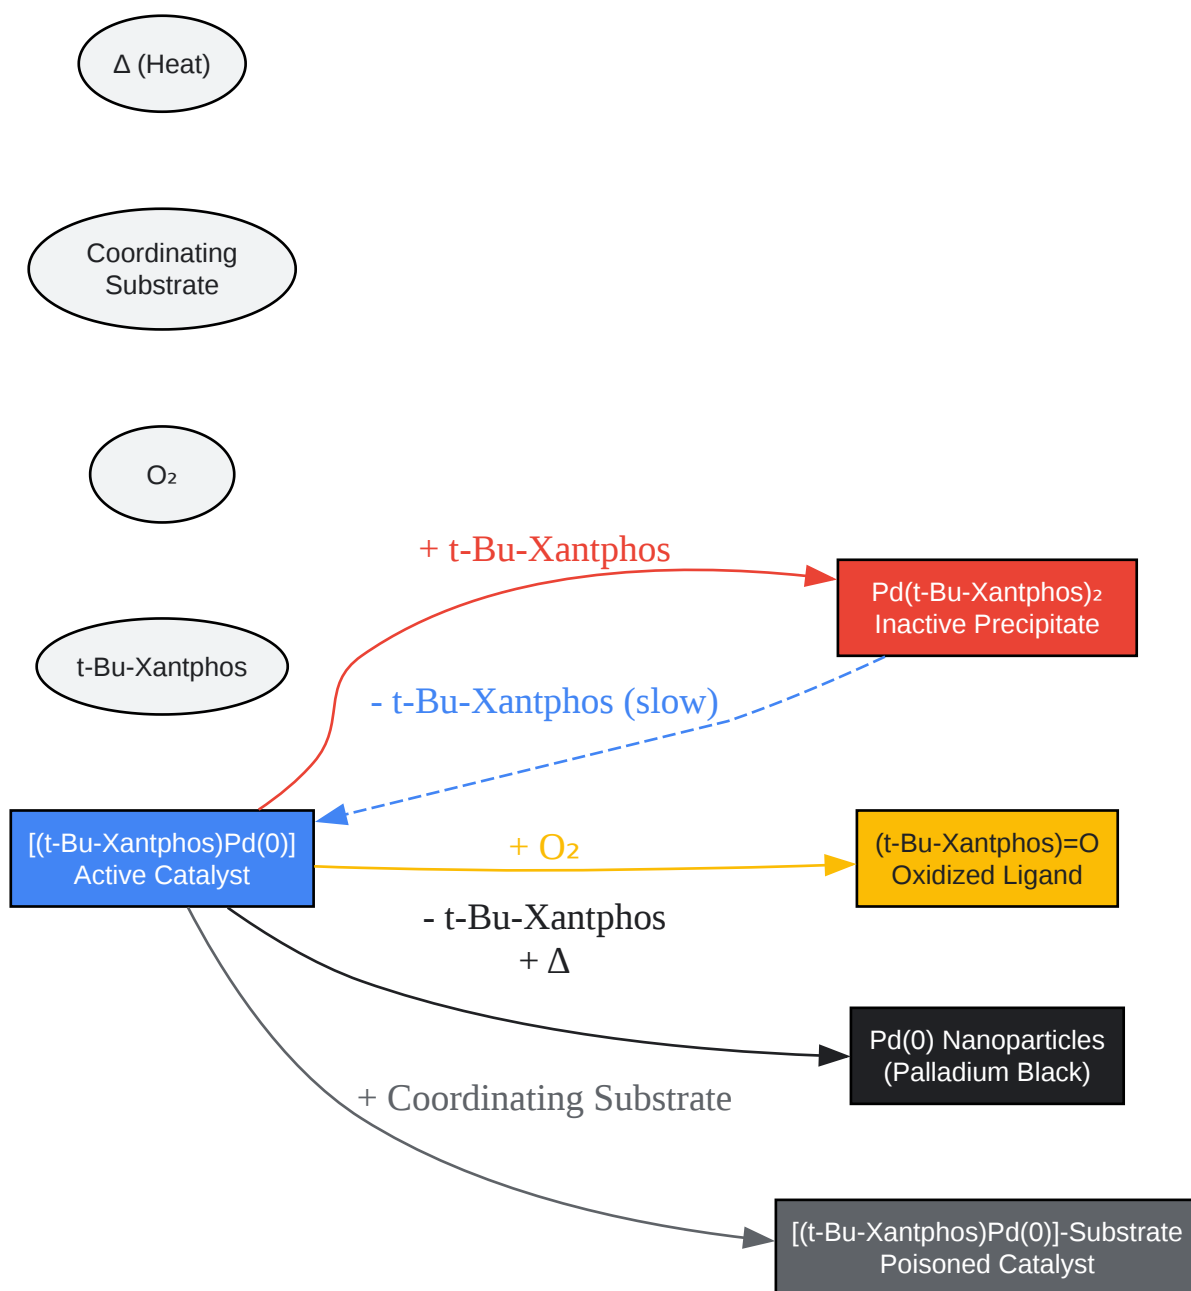 Δ (Heat)
Coordinating
Substrate
O₂
+ t-Bu-Xantphos
Pd(t-Bu-Xantphos)₂
Inactive Precipitate
t-Bu-Xantphos
- t-Bu-Xantphos (slow)
[(t-Bu-Xantphos)Pd(0)]
Active Catalyst
+ O₂
(t-Bu-Xantphos)=O
Oxidized Ligand
- t-Bu-Xantphos
+ Δ
Pd(0) Nanoparticles
(Palladium Black)
+ Coordinating Substrate
[(t-Bu-Xantphos)Pd(0)]-Substrate
Poisoned Catalyst